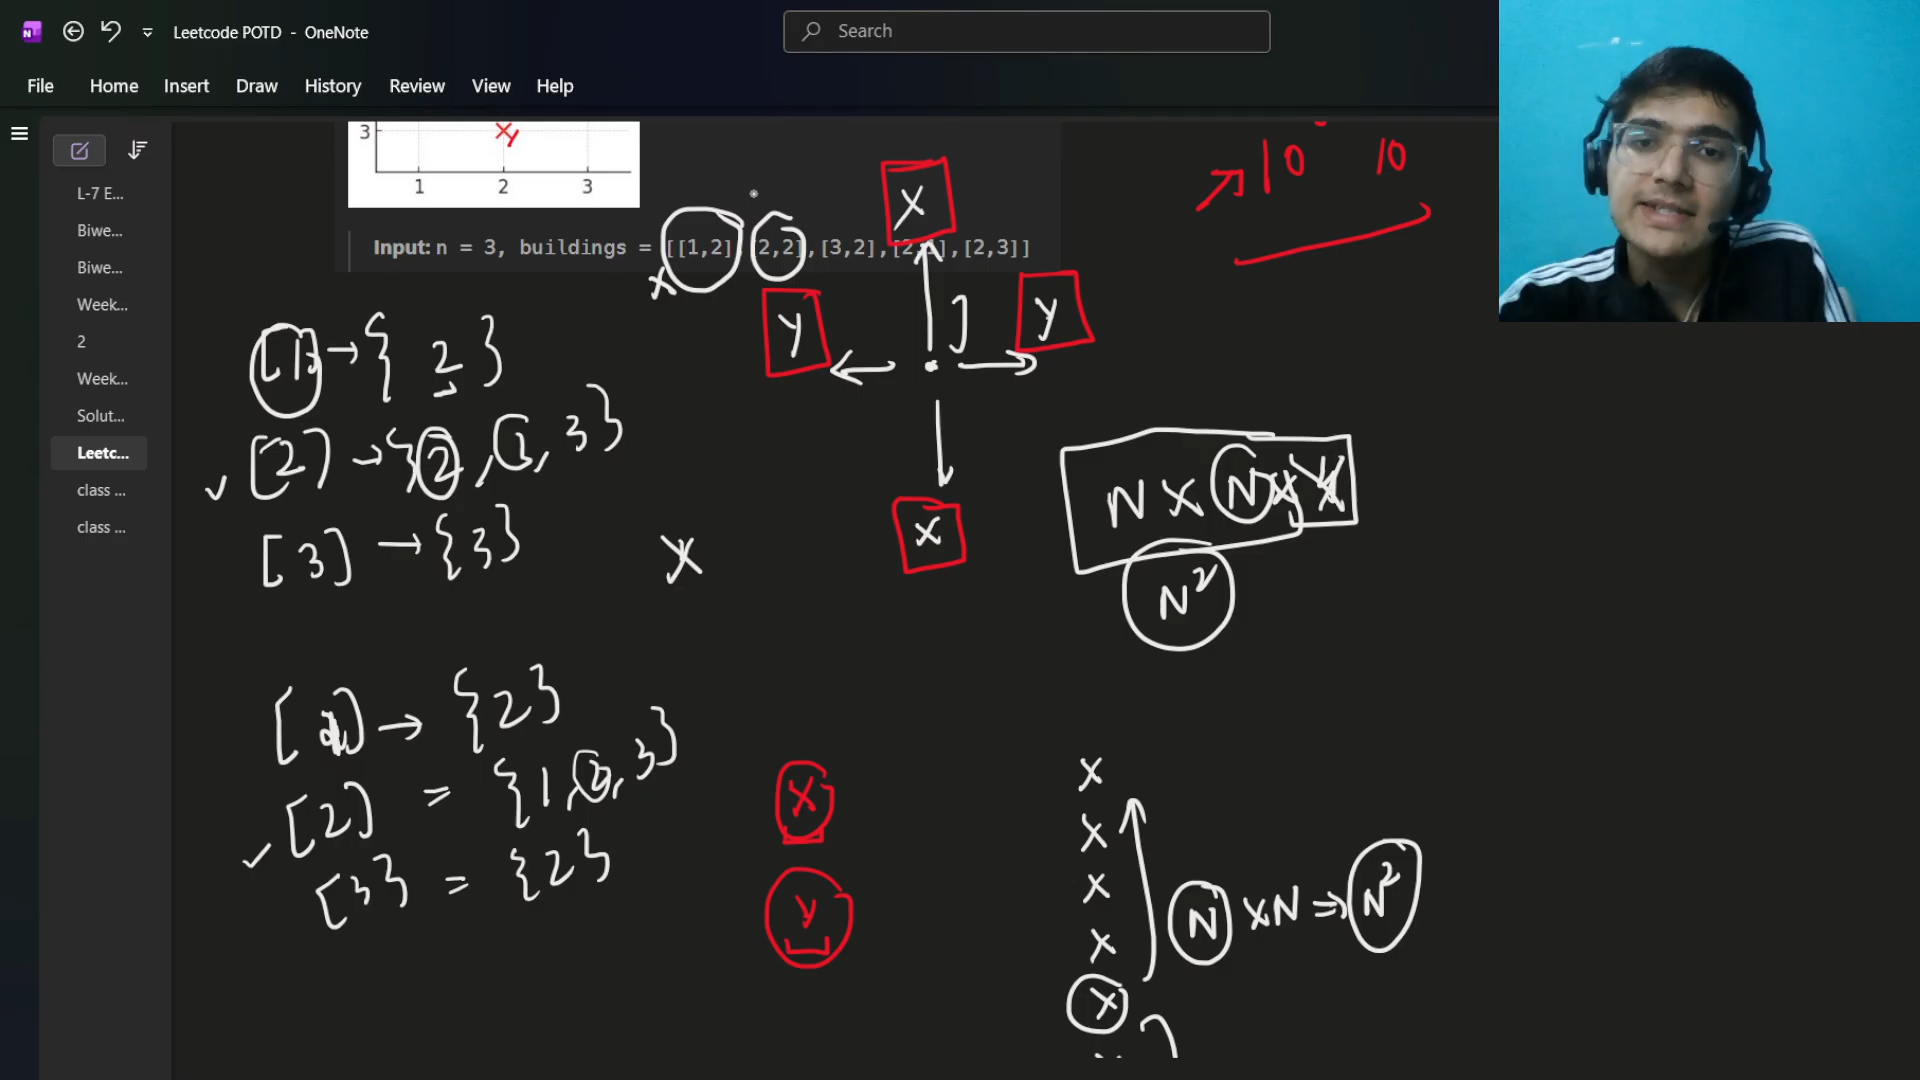 Leetcode POTD - OneNote
Search
File Home Insert Draw History Review View Help
L-7 E...
Biwe...
Biwe...
Week...
2
Week...
Solut...
Leetc...
class ...
class ...
3
1 2 3
xy
10 10
x
Input: n = 3, buildings = [[1,2],[2,2],[3,2],[2,1],[2,3]]
x
y y
[1] → { 2 }
[2] → {2, 1, 3}
[3] → {3}
x
x
N X N
N²
[1] → {2}
[2] = {1, 2, 3}
[3} = {2}
x
y
x
x
x
x
x
N XN ⇒ N²